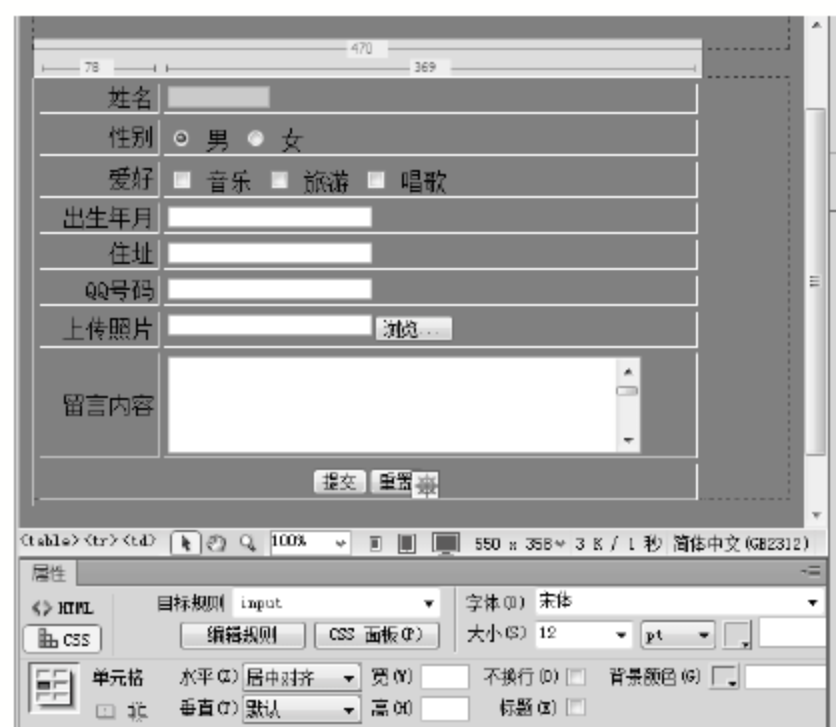 470
78 369
姓名
性别 男 女
爱好 音乐 旅游 唱歌
出生年月
住址
QQ号码
上传照片 浏览...
留言内容
提交 重置
<table> <tr> <td> 100% 550 x 356 3 K / 1 秒 简体中文(GB2312)
属性
<> HTML 目标规则 input 字体(O) 宋体
CSS 编辑规则 CSS 面板(P) 大小(S) 12 pt
单元格 水平(Z) 居中对齐 宽(W) 不换行(O) 背景颜色(G)
垂直(T) 默认 高(H) 标题(E)